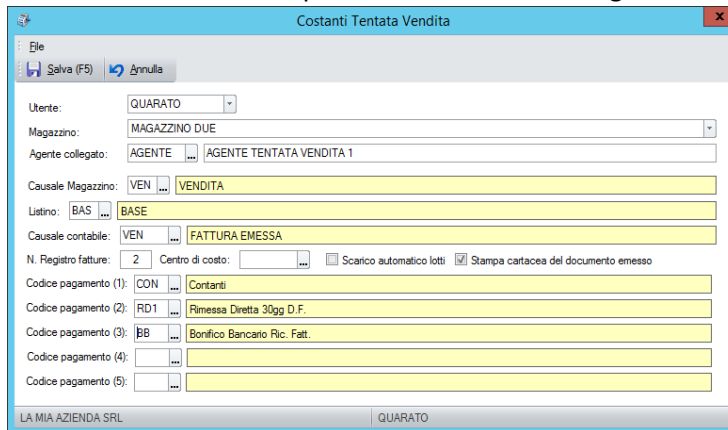 Costanti Tentata Vendita
x
File
Salva (F5) Annulla
Utente: QUARATO
Magazzino: MAGAZZINO DUE
Agente collegato: AGENTE ... AGENTE TENTATA VENDITA 1
Causale Magazzino: VEN ... VENDITA
Listino: BAS ... BASE
Causale contabile: VEN ... FATTURA EMESSA
N. Registro fatture: 2 Centro di costo: ... Scarico automatico lotti Stampa cartacea del documento emesso
Codice pagamento (1): CON ... Contanti
Codice pagamento (2): RD1 ... Rimessa Diretta 30gg D.F.
Codice pagamento (3): BB ... Bonifico Bancario Ric. Fatt.
Codice pagamento (4): ...
Codice pagamento (5): ...
LA MIA AZIENDA SRL QUARATO